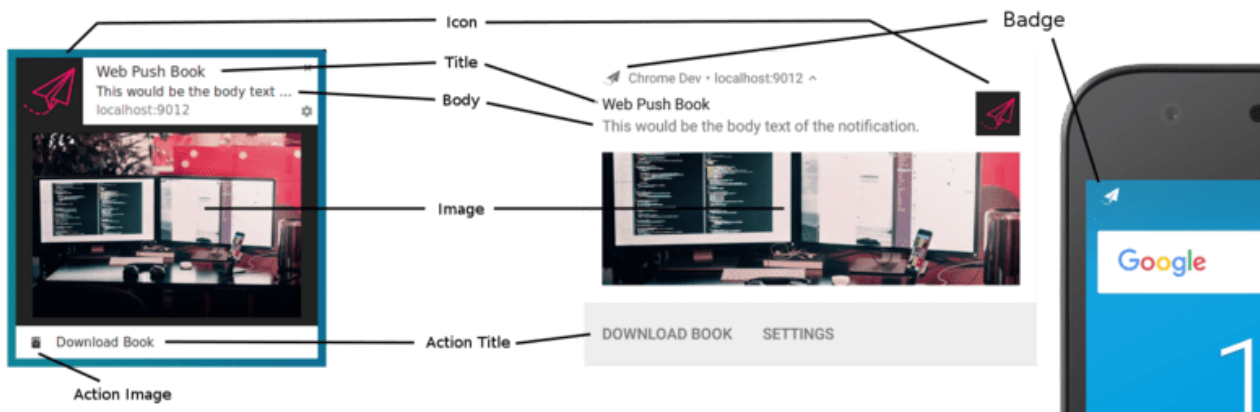 Icon
Badge
Title
Body
Image
Action Title
Action Image
Web Push Book
This would be the body text ...
localhost:9012
Download Book
Chrome Dev • localhost:9012
Web Push Book
This would be the body text of the notification.
DOWNLOAD BOOK SETTINGS
Google
1